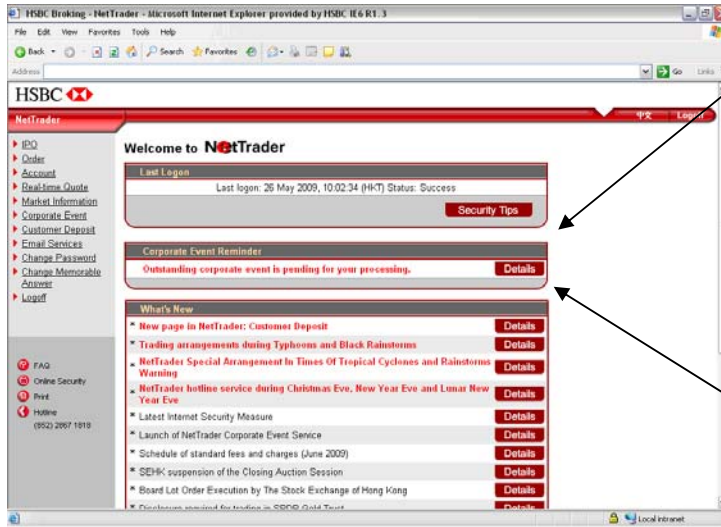 HSBC Broking - NetTrader - Microsoft Internet Explorer provided by HSBC IE6 R1.3
File Edit View Favorites Tools Help
Back Search Favorites
Address Go Links
HSBC
NetTrader 中文 Logoff
IPO
Order
Account
Real-time Quote
Market Information
Corporate Event
Customer Deposit
Email Services
Change Password
Change Memorable
Answer
Logoff
FAQ
Online Security
Print
Hotline
(852) 2867 1818
Welcome to NetTrader
Last Logon
Last logon: 26 May 2009, 10:02:34 (HKT) Status: Success
Security Tips
Corporate Event Reminder
Outstanding corporate event is pending for your processing. Details
What's New
New page in NetTrader: Customer Deposit Details
Trading arrangements during Typhoons and Black Rainstorms Details
NetTrader Special Arrangement In Times Of Tropical Cyclones and Rainstorms
Warning Details
NetTrader hotline service during Christmas Eve, New Year Eve and Lunar New
Year Eve Details
Latest Internet Security Measure Details
Launch of NetTrader Corporate Event Service Details
Schedule of standard fees and charges (June 2009) Details
SEHK suspension of the Closing Auction Session Details
Board Lot Order Execution by The Stock Exchange of Hong Kong Details
Disclosure required for trading in SPDR Gold Trust Details
Local intranet